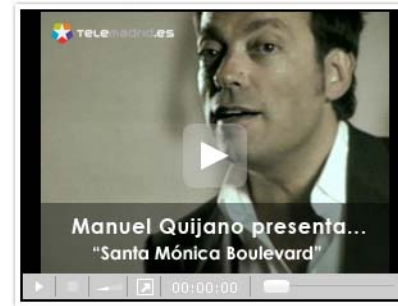 TELEmadrid.es
Manuel Quijano presenta...
"Santa Mónica Boulevard"
00:00:00